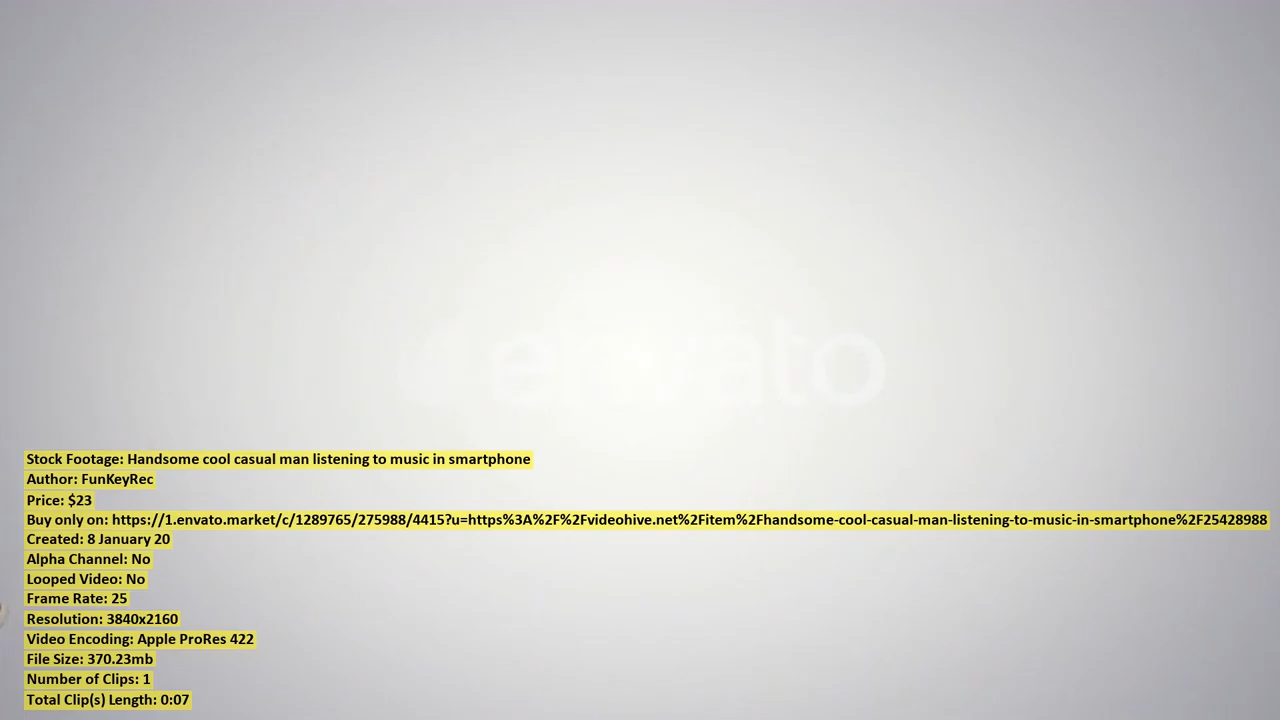 envato
Stock Footage: Handsome cool casual man listening to music in smartphone
Author: FunKeyRec
Price: $23
Buy only on: https://1.envato.market/c/1289765/275988/4415?u=https%3A%2F%2Fvideohive.net%2Fitem%2Fhandsome-cool-casual-man-listening-to-music-in-smartphone%2F25428988
Created: 8 January 20
Alpha Channel: No
Looped Video: No
Frame Rate: 25
Resolution: 3840x2160
Video Encoding: Apple ProRes 422
File Size: 370.23mb
Number of Clips: 1
Total Clip(s) Length: 0:07